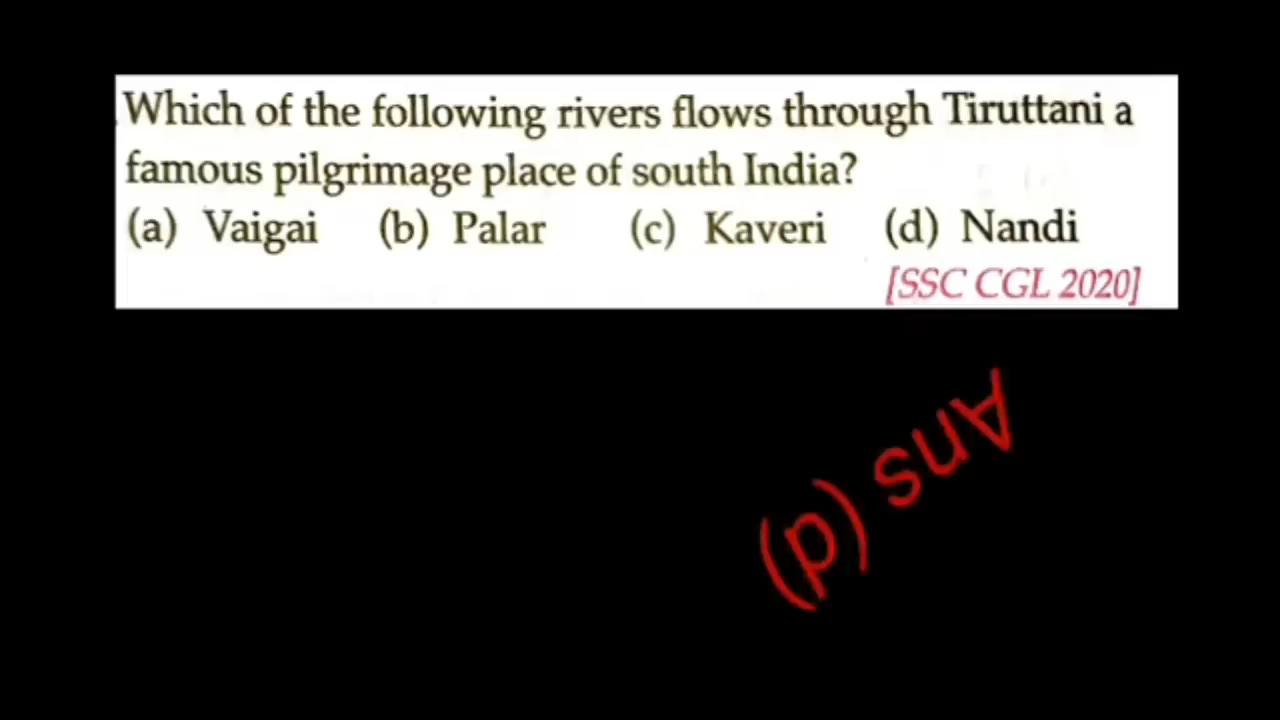 Which of the following rivers flows through Tiruttani a
famous pilgrimage place of south India?
(a) Vaigai (b) Palar (c) Kaveri (d) Nandi
[SSC CGL 2020]
Ans (d)